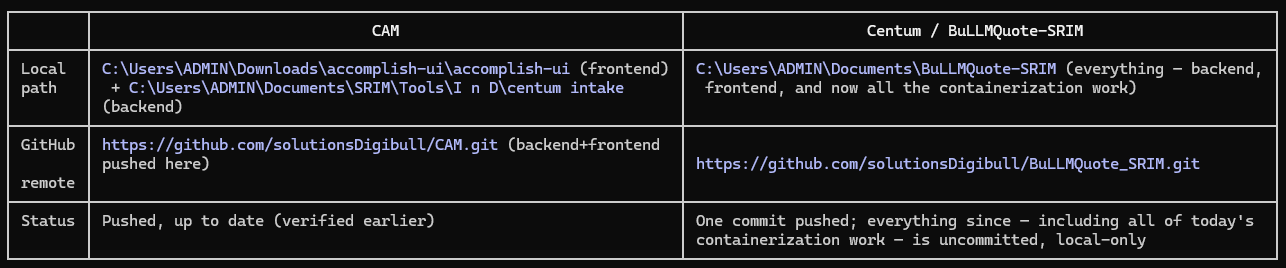 CAM
Centum / BuLLMQuote-SRIM
Local path
C:\Users\ADMIN\Downloads\accomplish-ui\accomplish-ui (frontend)
+ C:\Users\ADMIN\Documents\SRIM\Tools\I n D\centum intake
(backend)
C:\Users\ADMIN\Documents\BuLLMQuote-SRIM (everything — backend,
frontend, and now all the containerization work)
GitHub remote
https://github.com/solutionsDigibull/CAM.git (backend+frontend
pushed here)
https://github.com/solutionsDigibull/BuLLMQuote_SRIM.git
Status
Pushed, up to date (verified earlier)
One commit pushed; everything since — including all of today's
containerization work — is uncommitted, local-only